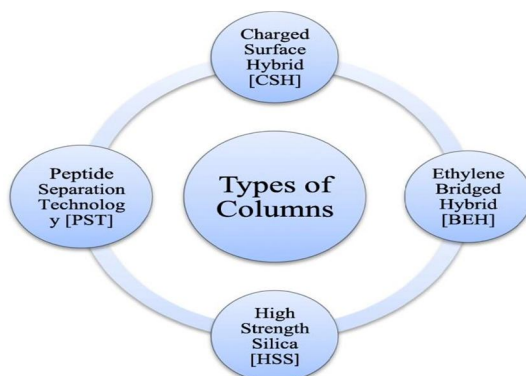 Charged
Surface
Hybrid
[CSH]
Peptide
Separation
Technolog
y [PST]
Types of
Columns
Ethylene
Bridged
Hybrid
[BEH]
High
Strength
Silica
[HSS]